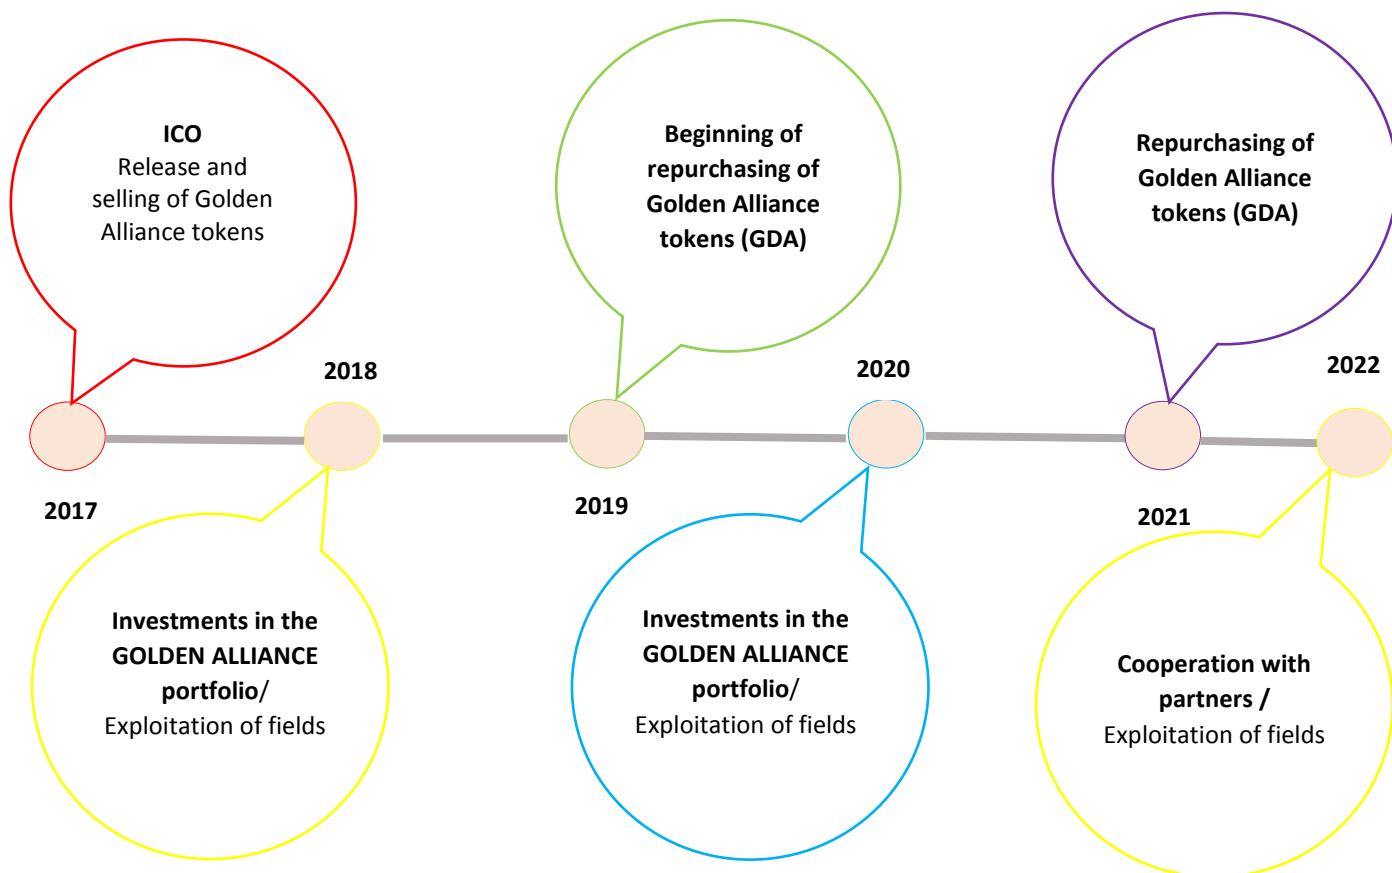 ICO
Release and
selling of Golden
Alliance tokens
Beginning of
repurchasing of
Golden Alliance
tokens (GDA)
Repurchasing of
Golden Alliance
tokens (GDA)
2018
2020
2022
2017
2019
2021
Investments in the
GOLDEN ALLIANCE
portfolio/
Exploitation of fields
Investments in the
GOLDEN ALLIANCE
portfolio/
Exploitation of fields
Cooperation with
partners /
Exploitation of fields